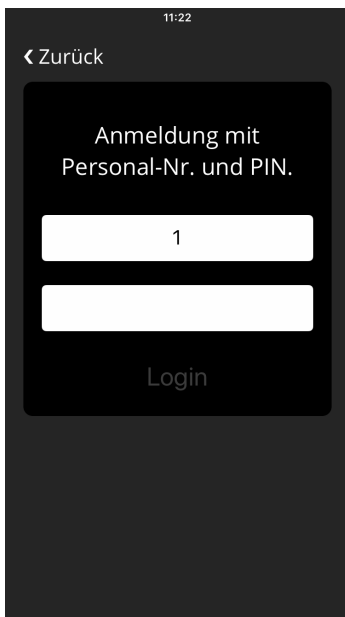 11:22
Zurück
Anmeldung mit
Personal-Nr. und PIN.
1
Login